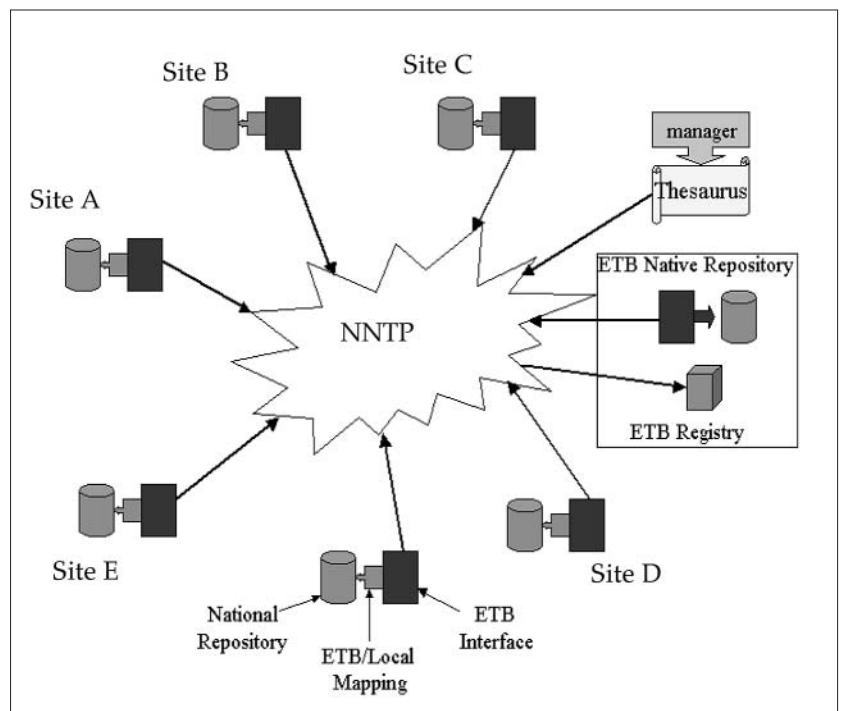 Site B
Site C
manager
Thesaurus
Site A
ETB Native Repository
NNTP
ETB Registry
Site E
Site D
National
Repository
ETB/Local
Mapping
ETB
Interface